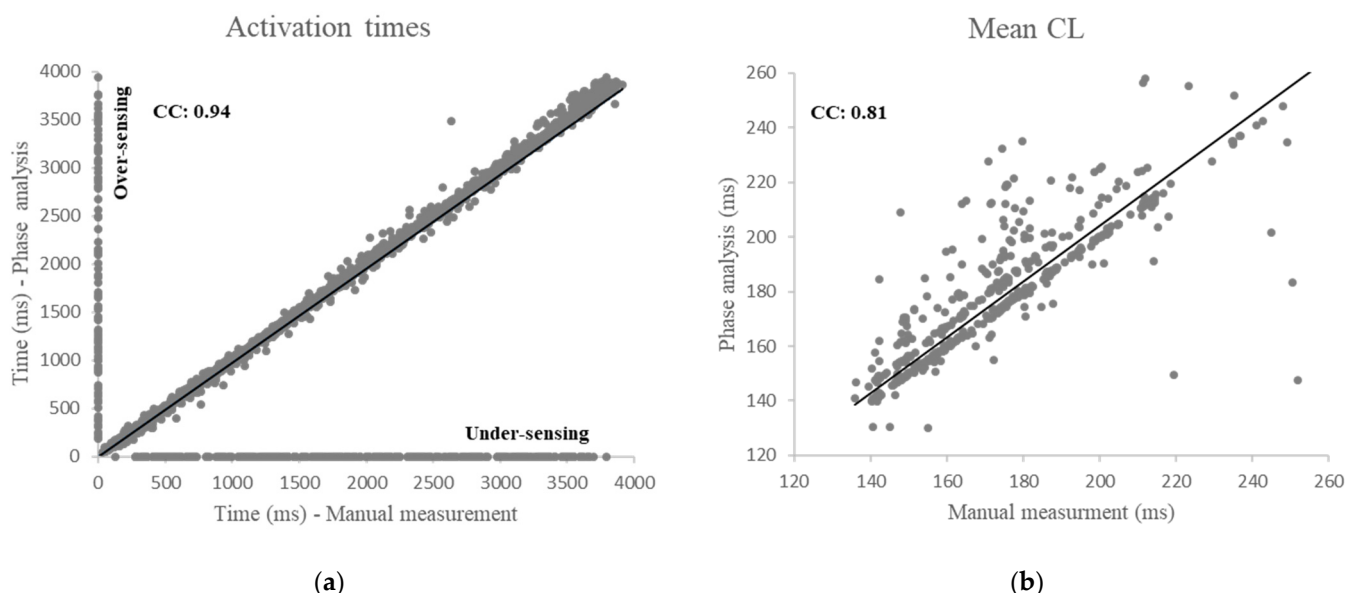 Activation times
4000
3500
3000
2500
2000
1500
1000
500
0
Time (ms) - Phase analysis
Over-sensing
CC: 0.94
Under-sensing
0 500 1000 1500 2000 2500 3000 3500 4000
Time (ms) - Manual measurement
(a)
Mean CL
260
240
220
200
180
160
140
120
Phase analysis (ms)
CC: 0.81
120 140 160 180 200 220 240 260
Manual measurment (ms)
(b)